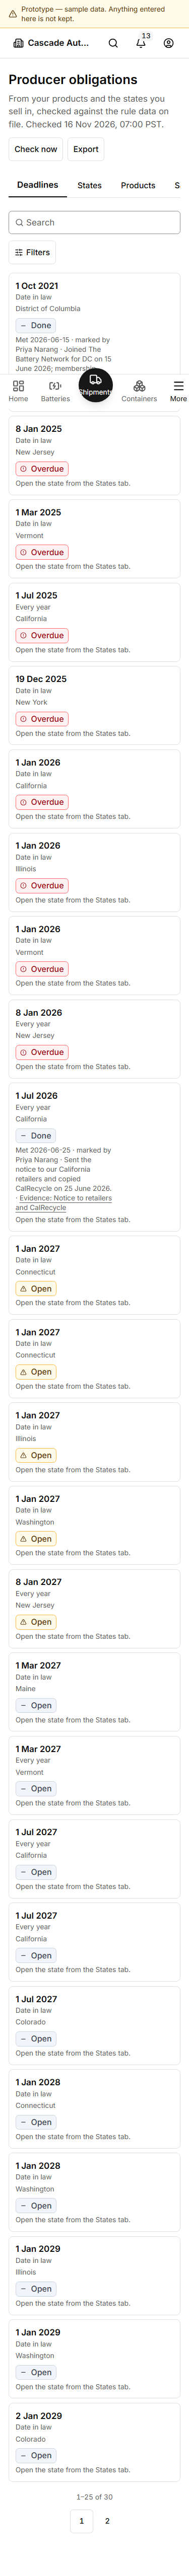 Prototype — sample data. Anything entered
here is not kept.
Cascade Aut...
13
Producer obligations
From your products and the states you
sell in, checked against the rule data on
file. Checked 16 Nov 2026, 07:00 PST.
Check now
Export
Deadlines
States
Products
S
Search
Filters
1 Oct 2021
Date in law
District of Columbia
Done
Met 2026-06-15 · marked by
Priya Narang · Joined The
Battery Network for DC on 15
June 2026; membership
Home
Batteries
Shipments
Containers
More
8 Jan 2025
Date in law
New Jersey
Overdue
Open the state from the States tab.
1 Mar 2025
Date in law
Vermont
Overdue
Open the state from the States tab.
1 Jul 2025
Every year
California
Overdue
Open the state from the States tab.
19 Dec 2025
Date in law
New York
Overdue
Open the state from the States tab.
1 Jan 2026
Date in law
California
Overdue
Open the state from the States tab.
1 Jan 2026
Date in law
Illinois
Overdue
Open the state from the States tab.
1 Jan 2026
Date in law
Vermont
Overdue
Open the state from the States tab.
8 Jan 2026
Every year
New Jersey
Overdue
Open the state from the States tab.
1 Jul 2026
Every year
California
Done
Met 2026-06-25 · marked by
Priya Narang · Sent the
notice to our California
retailers and copied
CalRecycle on 25 June 2026.
· Evidence: Notice to retailers
and CalRecycle
Open the state from the States tab.
1 Jan 2027
Date in law
Connecticut
Open
Open the state from the States tab.
1 Jan 2027
Date in law
Connecticut
Open
Open the state from the States tab.
1 Jan 2027
Date in law
Illinois
Open
Open the state from the States tab.
1 Jan 2027
Date in law
Washington
Open
Open the state from the States tab.
8 Jan 2027
Every year
New Jersey
Open
Open the state from the States tab.
1 Mar 2027
Date in law
Maine
Open
Open the state from the States tab.
1 Mar 2027
Every year
Vermont
Open
Open the state from the States tab.
1 Jul 2027
Every year
California
Open
Open the state from the States tab.
1 Jul 2027
Every year
California
Open
Open the state from the States tab.
1 Jul 2027
Date in law
Colorado
Open
Open the state from the States tab.
1 Jan 2028
Date in law
Connecticut
Open
Open the state from the States tab.
1 Jan 2028
Date in law
Washington
Open
Open the state from the States tab.
1 Jan 2029
Date in law
Illinois
Open
Open the state from the States tab.
1 Jan 2029
Date in law
Washington
Open
Open the state from the States tab.
2 Jan 2029
Date in law
Colorado
Open
Open the state from the States tab.
1–25 of 30
1
2